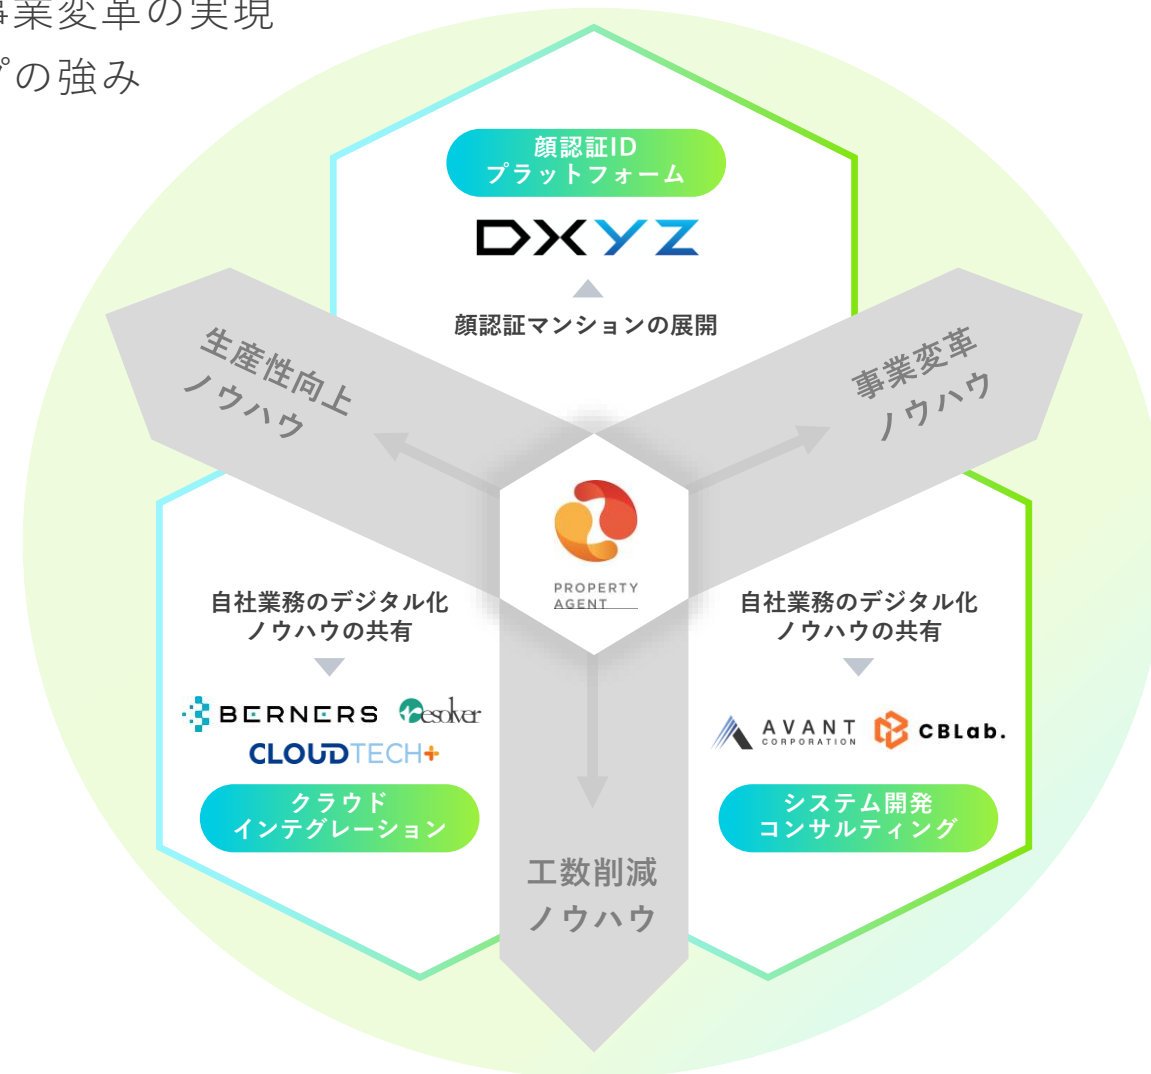 事業変革の実現
プの強み
顔認証ID
プラットフォーム
DXYZ
顔認証マンションの展開
生産性向上
ノウハウ
事業変革
ノウハウ
PROPERTY
AGENT
自社業務のデジタル化
ノウハウの共有
BERNERS resolver
CLOUDTECH+
クラウド
インテグレーション
自社業務のデジタル化
ノウハウの共有
AVANT
CORPORATION
CBLab.
システム開発
コンサルティング
工数削減
ノウハウ